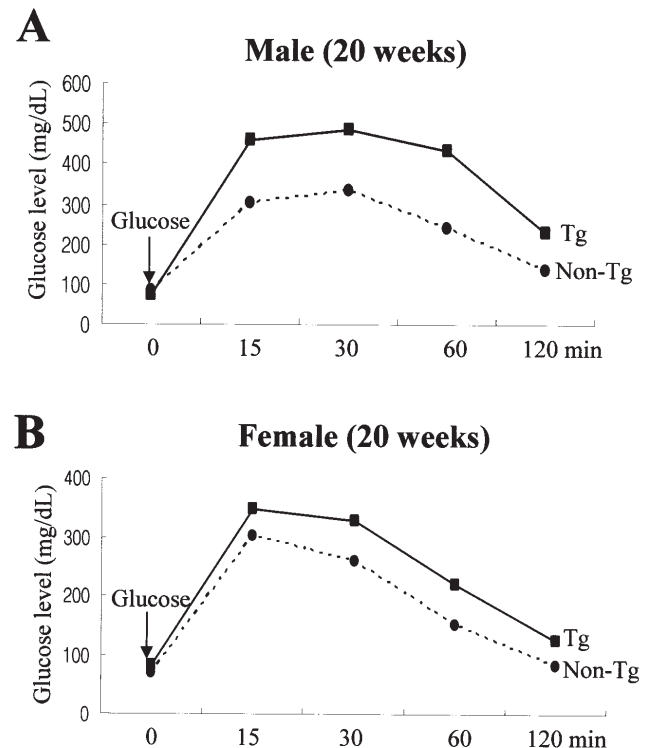 A
Male (20 weeks)
Glucose level (mg/dL)
600
500
400
300
200
100
0
Glucose
Tg
Non-Tg
0 15 30 60 120 min
B
Female (20 weeks)
Glucose level (mg/dL)
400
300
200
100
0
Glucose
Tg
Non-Tg
0 15 30 60 120 min